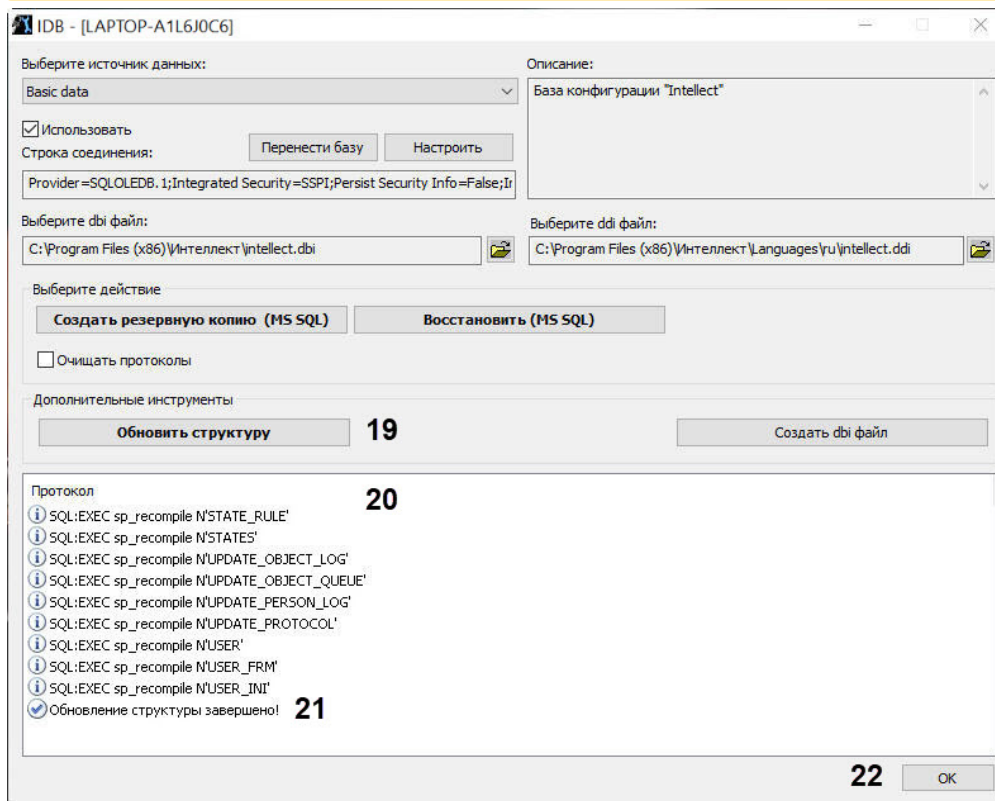 IDB - [LAPTOP-A1L6J0C6]
Выберите источник данных:
Basic data
Описание:
База конфигурации "Intellect"
Использовать
Строка соединения:
Перенести базу
Настроить
Provider=SQLOLEDB.1;Integrated Security=SSPI;Persist Security Info=False;Ir
Выберите dbi файл:
C:\Program Files (x86)\Интеллект\intellect.dbi
Выберите ddi файл:
C:\Program Files (x86)\Интеллект\Languages\ru\intellect.ddi
Выберите действие
Создать резервную копию (MS SQL)
Восстановить (MS SQL)
Очищать протоколы
Дополнительные инструменты
Обновить структуру
19
Создать dbi файл
Протокол
20
SQL:EXEC sp_recompile N'STATE_RULE'
SQL:EXEC sp_recompile N'STATES'
SQL:EXEC sp_recompile N'UPDATE_OBJECT_LOG'
SQL:EXEC sp_recompile N'UPDATE_OBJECT_QUEUE'
SQL:EXEC sp_recompile N'UPDATE_PERSON_LOG'
SQL:EXEC sp_recompile N'UPDATE_PROTOCOL'
SQL:EXEC sp_recompile N'USER'
SQL:EXEC sp_recompile N'USER_FRM'
SQL:EXEC sp_recompile N'USER_INI'
Обновление структуры завершено!
21
22
OK